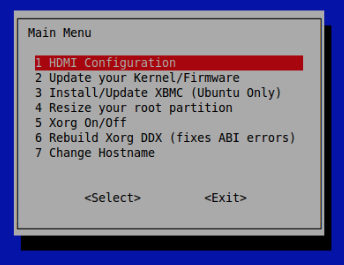 Main Menu
1 HDMI Configuration
2 Update your Kernel/Firmware
3 Install/Update XBMC (Ubuntu Only)
4 Resize your root partition
5 Xorg On/Off
6 Rebuild Xorg DDX (fixes ABI errors)
7 Change Hostname
<Select> <Exit>